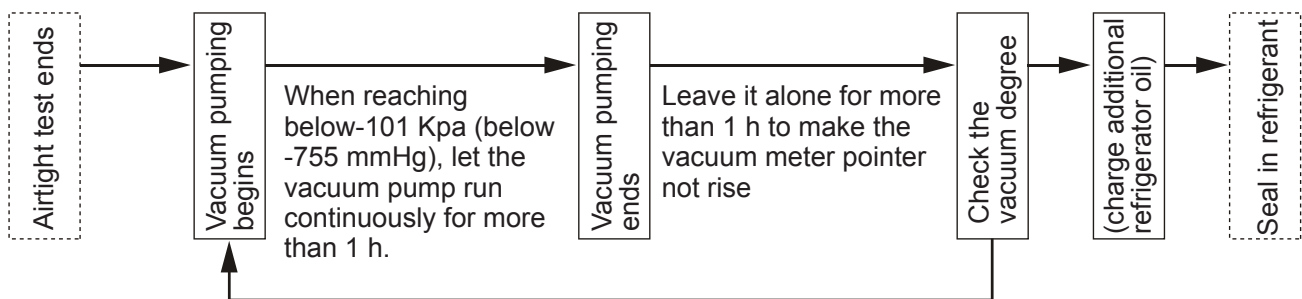 Airtight test ends
Vacuum pumping
begins
When reaching
below-101 Kpa (below
-755 mmHg), let the
vacuum pump run
continuously for more
than 1 h.
Vacuum pumping
ends
Leave it alone for more
than 1 h to make the
vacuum meter pointer
not rise
Check the
vacuum degree
(charge additional
refrigerator oil)
Seal in refrigerant